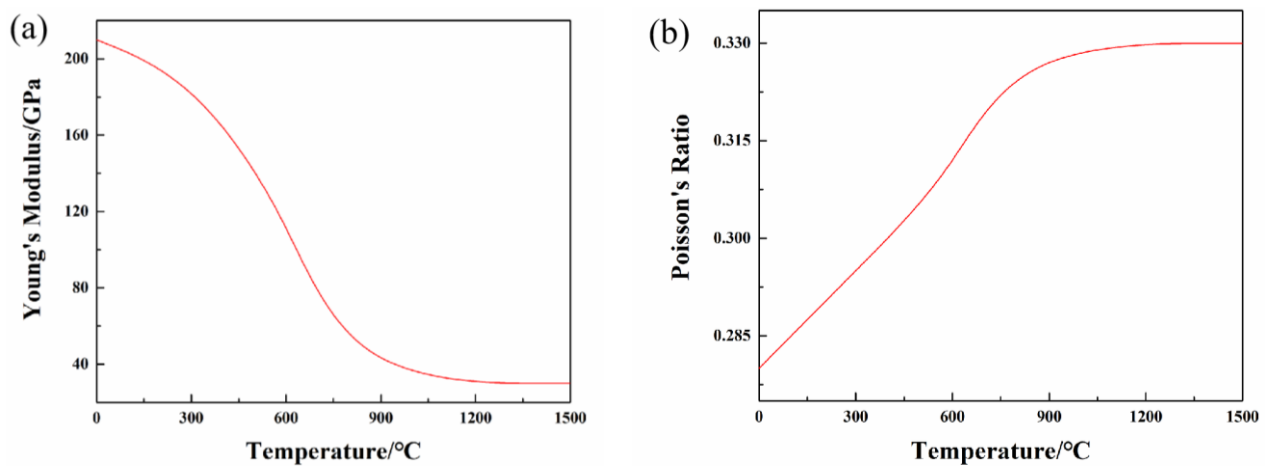 (a)
Young's Modulus/GPa
200
160
120
80
40
0 300 600 900 1200 1500
Temperature/°C
(b)
Poisson's Ratio
0.330
0.315
0.300
0.285
0 300 600 900 1200 1500
Temperature/°C